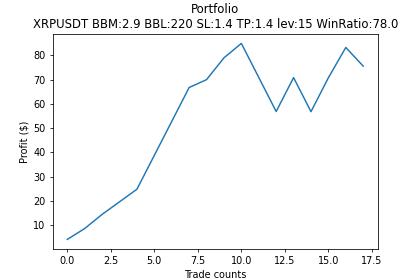 Portfolio
XRPUSDT BBM:2.9 BBL:220 SL:1.4 TP:1.4 lev:15 WinRatio:78.0
Profit ($)
80
70
60
50
40
30
20
10
0.0 2.5 5.0 7.5 10.0 12.5 15.0 17.5
Trade counts